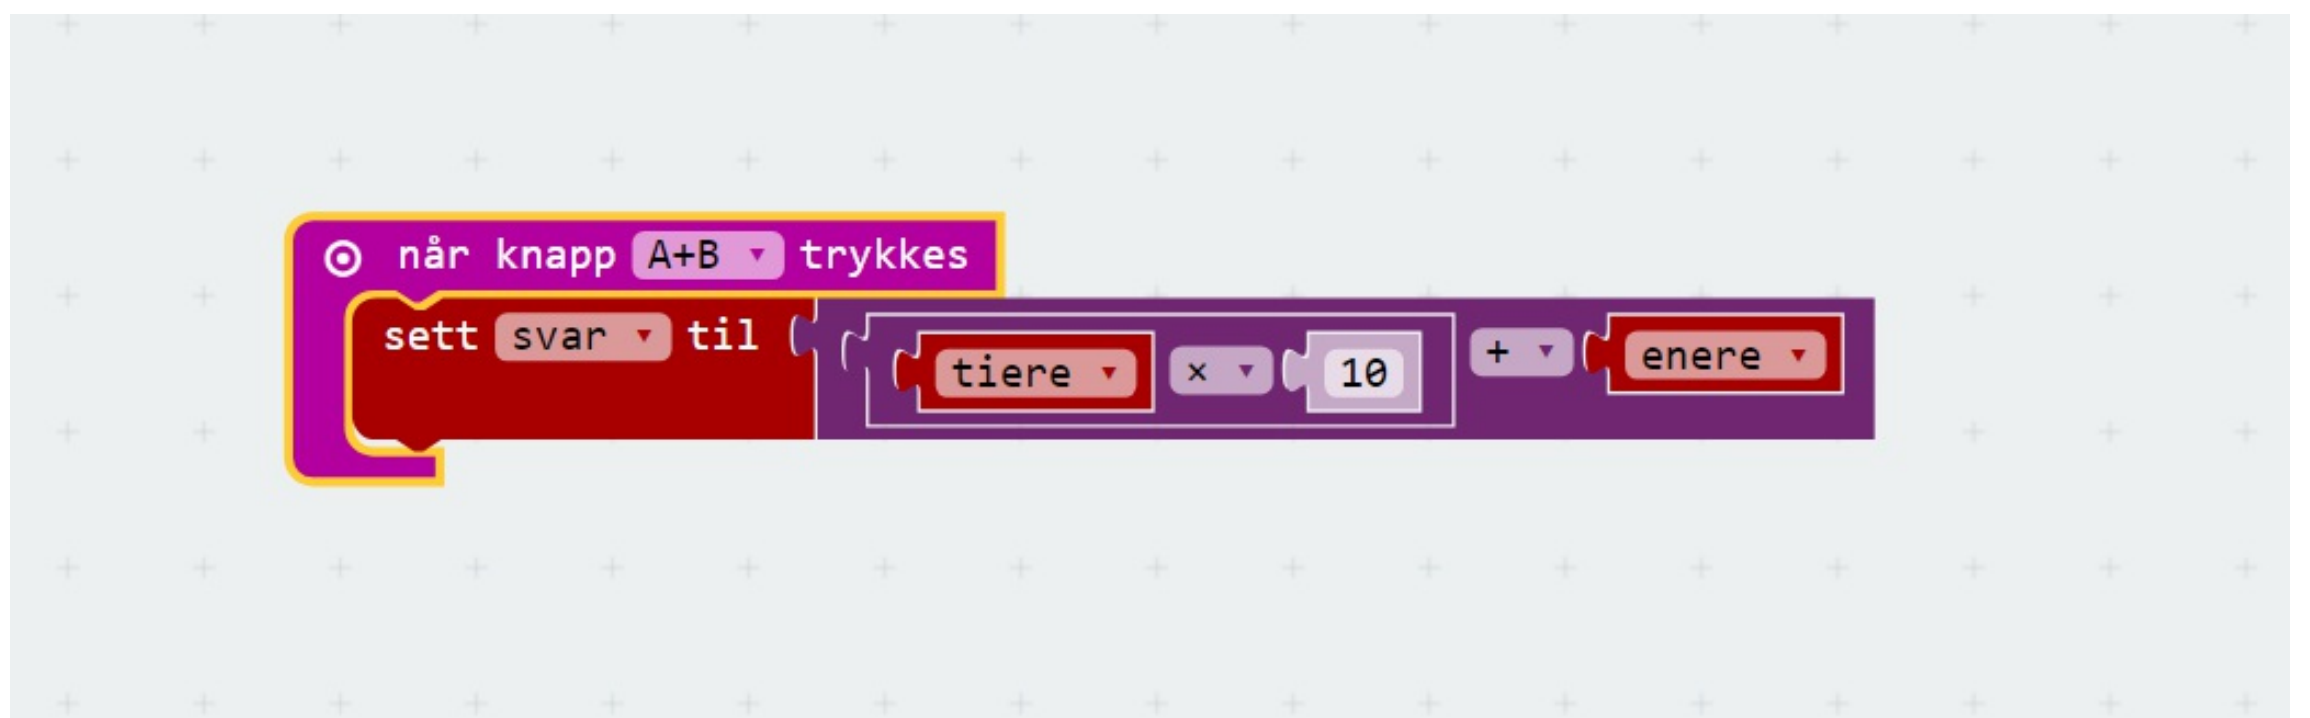 når knapp A+B trykkes
sett svar til tiere × 10 + enere